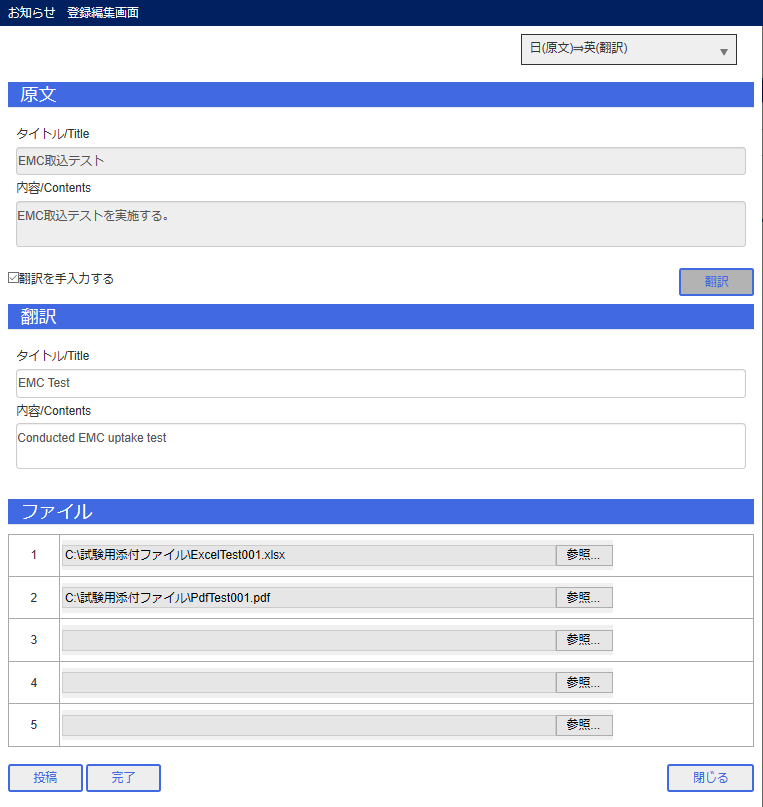 お知らせ　登録編集画面
日(原文)⇒英(翻訳)
原文
タイトル/Title
EMC取込テスト
内容/Contents
EMC取込テストを実施する。
翻訳を手入力する
翻訳
翻訳
タイトル/Title
EMC Test
内容/Contents
Conducted EMC uptake test
ファイル
1 C:\試験用添付ファイル\ExcelTest001.xlsx 参照...
2 C:\試験用添付ファイル\PdfTest001.pdf 参照...
3 参照...
4 参照...
5 参照...
投稿 完了 閉じる